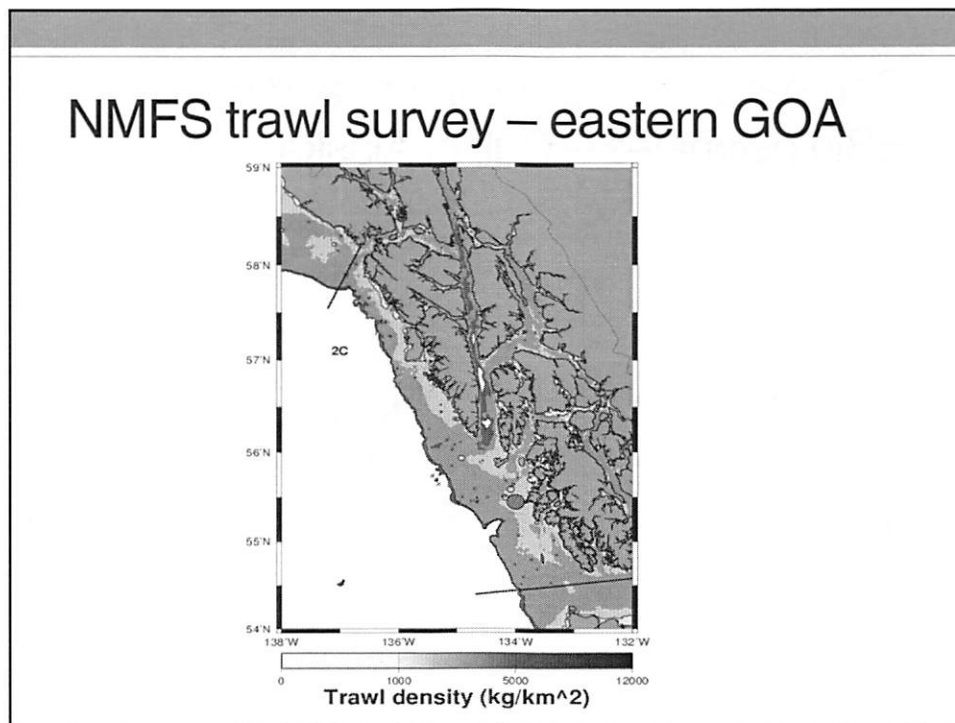 NMFS trawl survey – eastern GOA
59˚N
58˚N
57˚N
56˚N
55˚N
54˚N
2C
138˚W
136˚W
134˚W
132˚W
0
1000
5000
12000
Trawl density (kg/km^2)